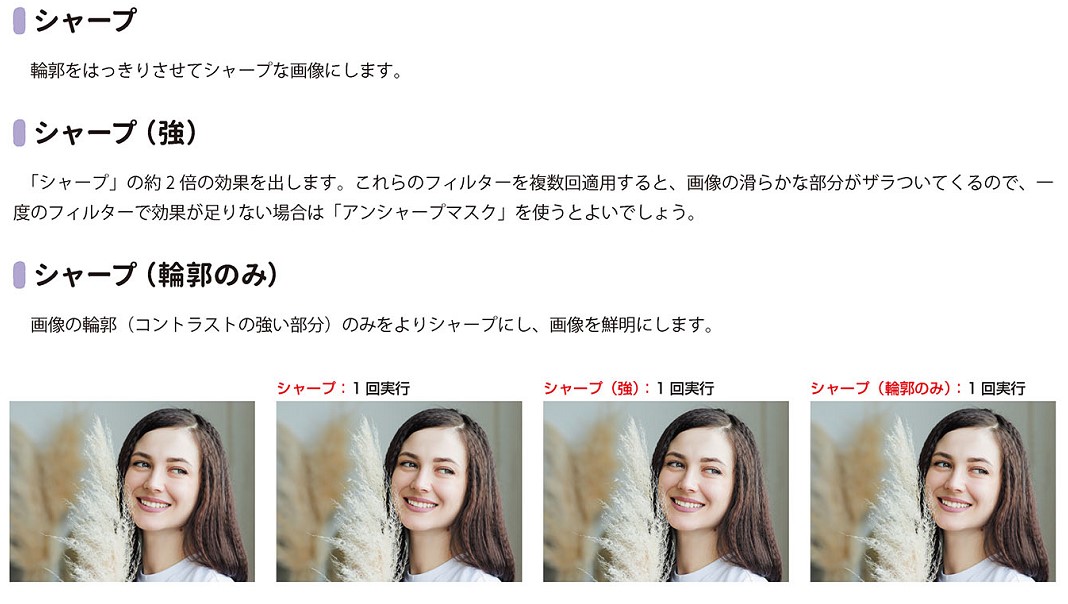 シャープ
輪郭をはっきりさせてシャープな画像にします。
シャープ（強）
「シャープ」の約 2 倍の効果を出します。これらのフィルターを複数回適用すると、画像の滑らかな部分がザラついてくるので、一
度のフィルターで効果が足りない場合は「アンシャープマスク」を使うとよいでしょう。
シャープ（輪郭のみ）
画像の輪郭（コントラストの強い部分）のみをよりシャープにし、画像を鮮明にします。
シャープ：1 回実行
シャープ（強）：1 回実行
シャープ（輪郭のみ）：1 回実行